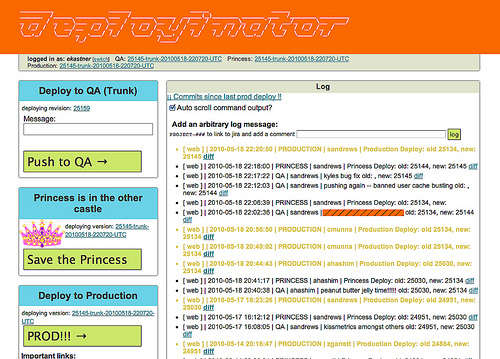 deployinator
logged in as: ekastner [switch] QA: 25145-trunk-20100518-220720-UTC Princess: 25145-trunk-20100518-220720-UTC
Production: 25145-trunk-20100518-220720-UTC
Deploy to QA (Trunk)
deploying revision: 25159
Message:
Push to QA →
Princess is in the other
castle
deploying version: 25145-trunk-
20100518-220720-UTC
Save the Princess
Deploy to Production
deploying version: 25145-trunk-20100518-220720-
UTC
PROD!!! →
Important links:
Log
¡¡ Commits since last prod deploy !!
Auto scroll command output?
Add an arbitrary log message:
PROJECT-### to link to jira and add a comment log
[ web ] | 2010-05-18 22:20:50 | PRODUCTION | sandrews | Production Deploy: old 25134, new:
25145 diff
[ web ] | 2010-05-18 22:18:00 | PRINCESS | sandrews | Princess Deploy: old: 25144, new: 25145 diff
[ web ] | 2010-05-18 22:17:22 | QA | sandrews | kyles bug fix old: , new: 25145 diff
[ web ] | 2010-05-18 22:12:03 | QA | sandrews | pushing again -- banned user cache busting old: ,
new: 25144 diff
[ web ] | 2010-05-18 22:06:39 | PRINCESS | sandrews | Princess Deploy: old: 25134, new:
[ web ] | 2010-05-18 22:02:36 | QA | sandrews | old: 25134, new: 25144
diff
[ web ] | 2010-05-18 20:56:50 | PRODUCTION | cmunns | Production Deploy: old 25134, new:
25134 diff
[ web ] | 2010-05-18 20:49:02 | PRODUCTION | cmunns | Production Deploy: old 25134, new:
25134 diff
[ web ] | 2010-05-18 20:44:43 | PRODUCTION | ahashim | Production Deploy: old 25030, new:
25134 diff
[ web ] | 2010-05-18 20:41:17 | PRINCESS | ahashim | Princess Deploy: old: 25030, new: 25134 diff
[ web ] | 2010-05-18 20:40:38 | QA | ahashim | peanut butter jelly time!!!!! old: 25030, new: 25134 diff
[ web ] | 2010-05-17 16:23:26 | PRODUCTION | sandrews | Production Deploy: old 24951, new:
25030 diff
[ web ] | 2010-05-17 16:12:12 | PRINCESS | sandrews | Princess Deploy: old: 24951, new: 25030 diff
[ web ] | 2010-05-17 16:08:05 | QA | sandrews | kissmetrics amongst others old: 24951, new: 25030
diff
[ web ] | 2010-05-14 20:16:47 | PRODUCTION | zgarrett | Production Deploy: old 24884, new:
24951 diff